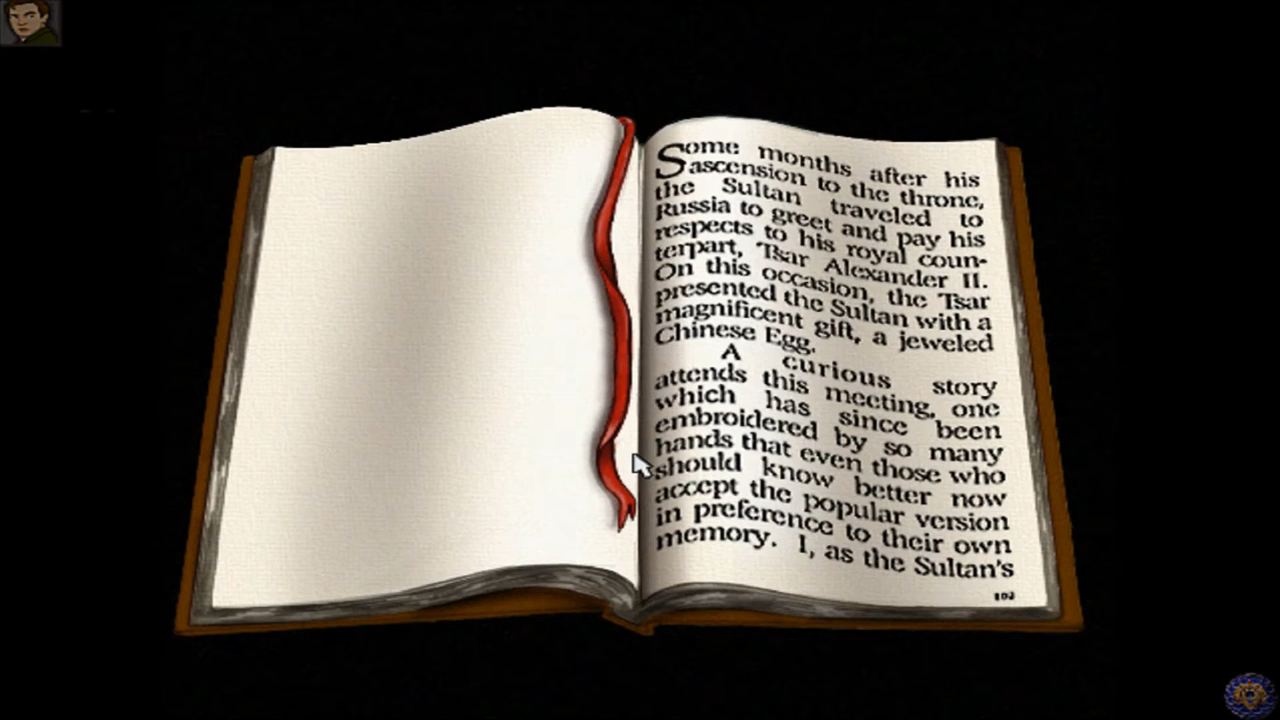 Some months after his
ascension to the throne,
the Sultan traveled to
Russia to greet and pay his
respects to his royal coun-
terpart, Tsar Alexander II.
On this occasion, the Tsar
presented the Sultan with a
magnificent gift, a jeweled
Chinese Egg.
A curious story
attends this meeting, one
which has since been
embroidered by so many
hands that even those who
should know better now
accept the popular version
in preference to their own
memory. I, as the Sultan's